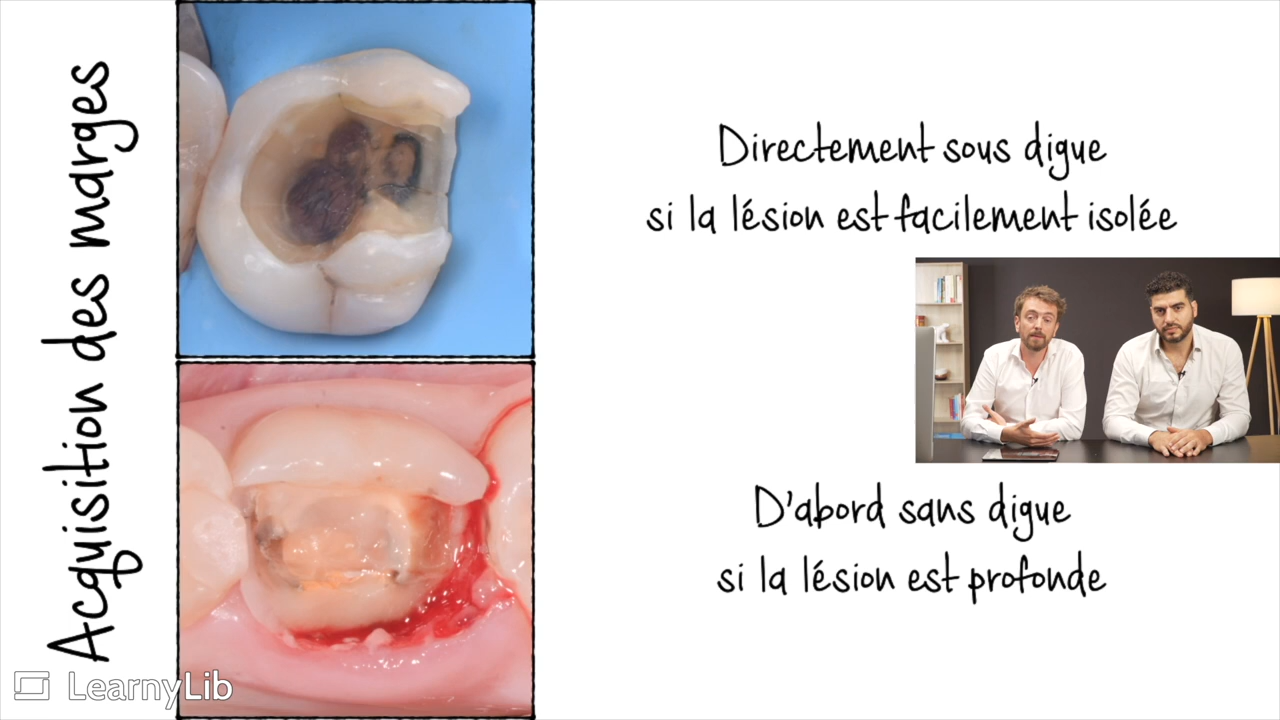 Acquisition des marges
Directement sous digue
si la lésion est facilement isolée
D'abord sans digue
si la lésion est profonde
LearnyLib